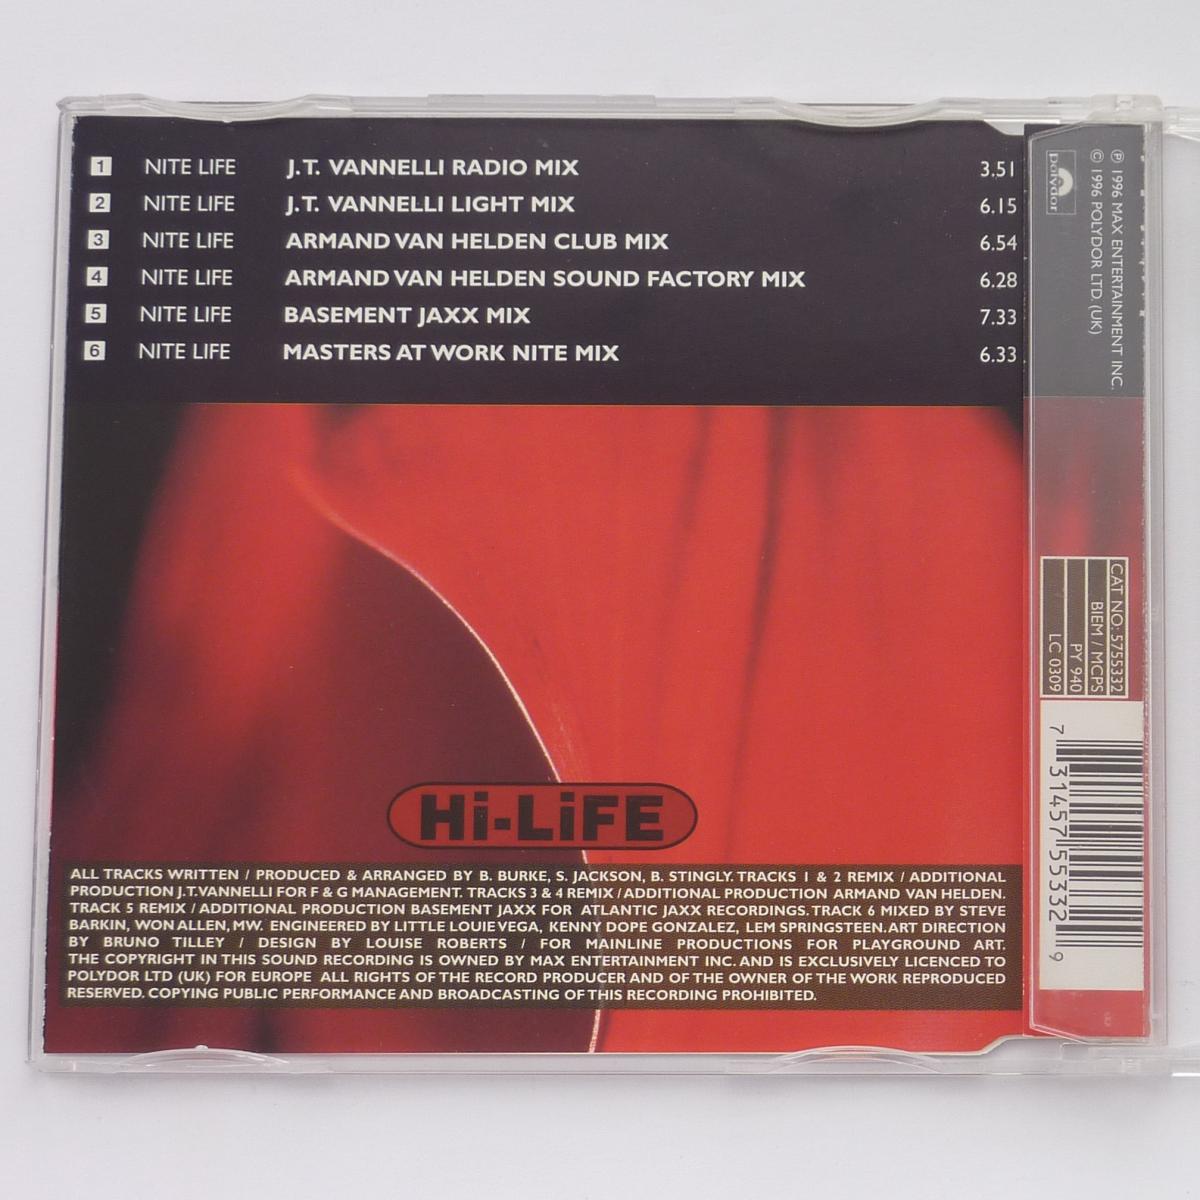 1 NITE LIFE J.T. VANNELLI RADIO MIX 3.51
2 NITE LIFE J.T. VANNELLI LIGHT MIX 6.15
3 NITE LIFE ARMAND VAN HELDEN CLUB MIX 6.54
4 NITE LIFE ARMAND VAN HELDEN SOUND FACTORY MIX 6.28
5 NITE LIFE BASEMENT JAXX MIX 7.33
6 NITE LIFE MASTERS AT WORK NITE MIX 6.33
Hi-LiFE
ALL TRACKS WRITTEN / PRODUCED & ARRANGED BY B. BURKE, S. JACKSON, B. STINGLY. TRACKS 1 & 2 REMIX / ADDITIONAL
PRODUCTION J.T.VANNELLI FOR F & G MANAGEMENT. TRACKS 3 & 4 REMIX / ADDITIONAL PRODUCTION ARMAND VAN HELDEN.
TRACK 5 REMIX / ADDITIONAL PRODUCTION BASEMENT JAXX FOR ATLANTIC JAXX RECORDINGS. TRACK 6 MIXED BY STEVE
BARKIN, WON ALLEN, MW. ENGINEERED BY LITTLE LOUIE VEGA, KENNY DOPE GONZALEZ, LEM SPRINGSTEEN. ART DIRECTION
BY BRUNO TILLEY / DESIGN BY LOUISE ROBERTS / FOR MAINLINE PRODUCTIONS FOR PLAYGROUND ART.
THE COPYRIGHT IN THIS SOUND RECORDING IS OWNED BY MAX ENTERTAINMENT INC. AND IS EXCLUSIVELY LICENCED TO
POLYDOR LTD (UK) FOR EUROPE ALL RIGHTS OF THE RECORD PRODUCER AND OF THE OWNER OF THE WORK REPRODUCED
RESERVED. COPYING PUBLIC PERFORMANCE AND BROADCASTING OF THIS RECORDING PROHIBITED.
polydor
℗ 1996 MAX ENTERTAINMENT INC.
© 1996 POLYDOR LTD. (UK)
CAT NO: 5755332
BIEM / MCPS
PY 940
LC 0309
7 31457 55332 9